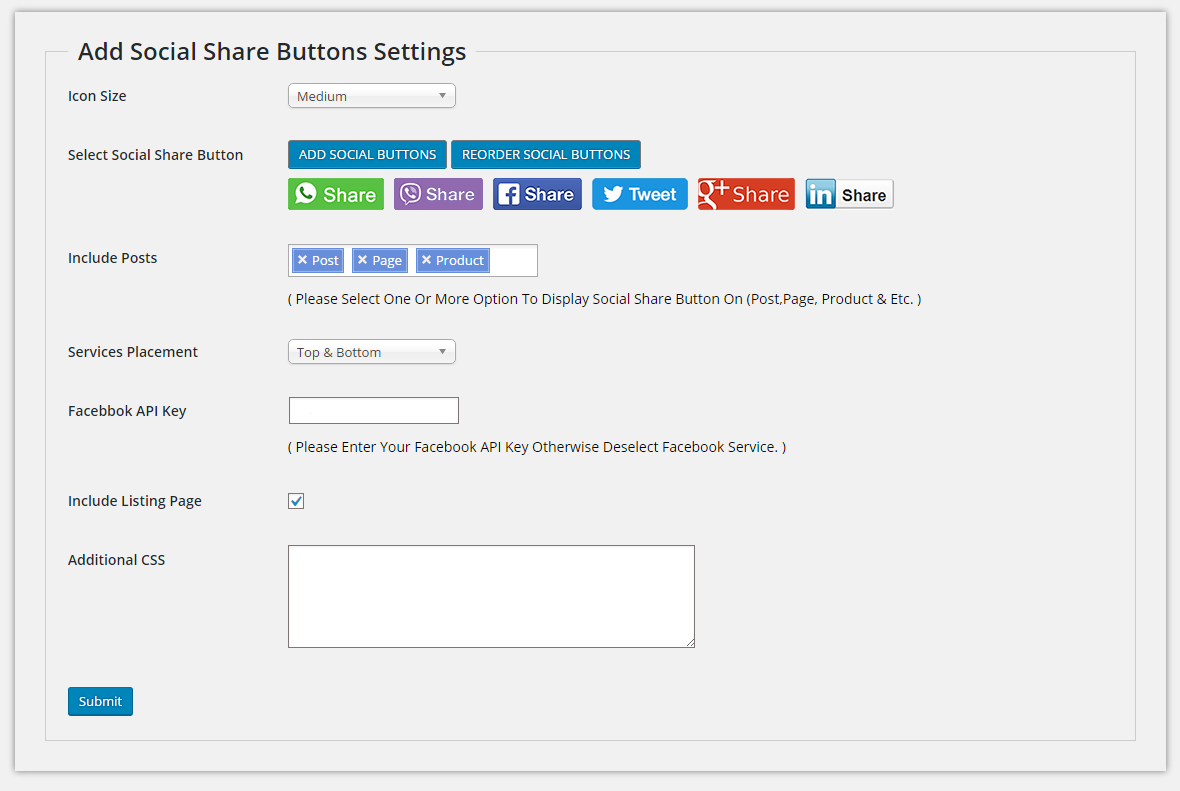 Add Social Share Buttons Settings
Icon Size Medium
Select Social Share Button ADD SOCIAL BUTTONS REORDER SOCIAL BUTTONS
Share Share f Share Tweet g+ Share in Share
Include Posts × Post × Page × Product
( Please Select One Or More Option To Display Social Share Button On (Post,Page, Product & Etc. )
Services Placement Top & Bottom
Facebbok API Key
( Please Enter Your Facebook API Key Otherwise Deselect Facebook Service. )
Include Listing Page
Additional CSS
Submit